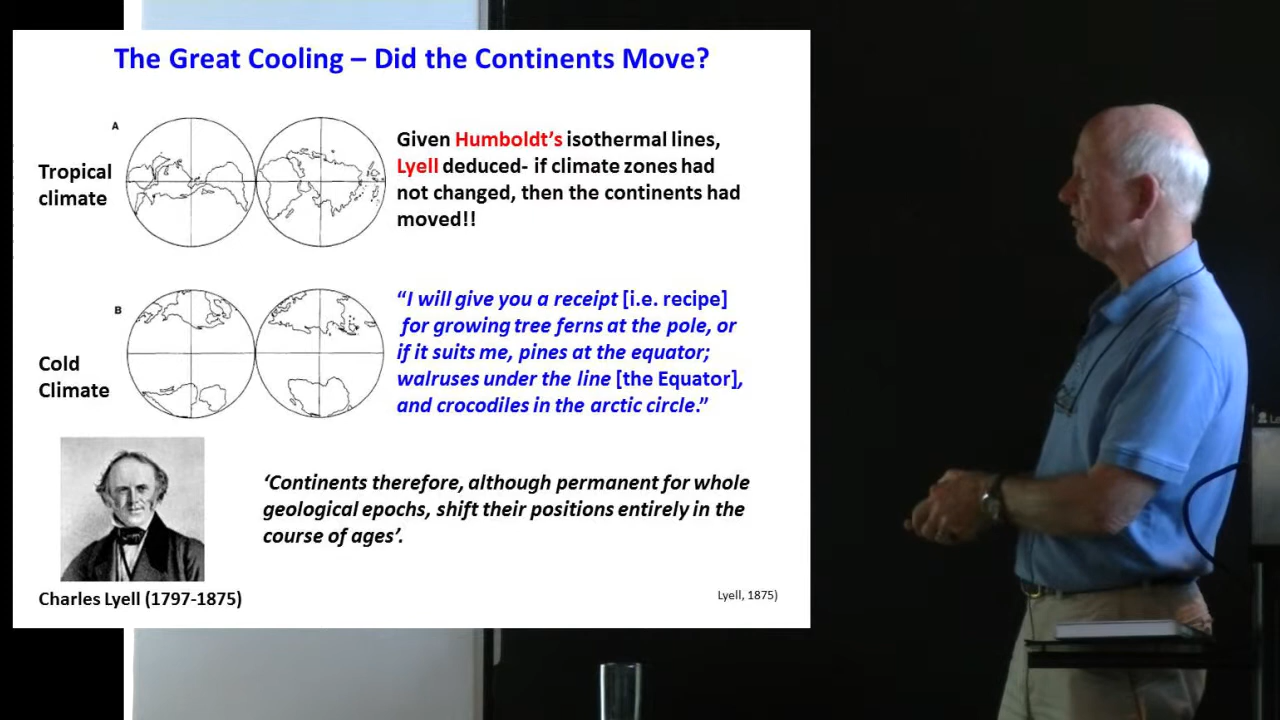 The Great Cooling – Did the Continents Move?
A
Tropical
climate
Given Humboldt’s isothermal lines,
Lyell deduced- if climate zones had
not changed, then the continents had
moved!!
B
Cold
Climate
“I will give you a receipt [i.e. recipe]
for growing tree ferns at the pole, or
if it suits me, pines at the equator;
walruses under the line [the Equator],
and crocodiles in the arctic circle.”
‘Continents therefore, although permanent for whole
geological epochs, shift their positions entirely in the
course of ages’.
Charles Lyell (1797-1875)
Lyell, 1875)